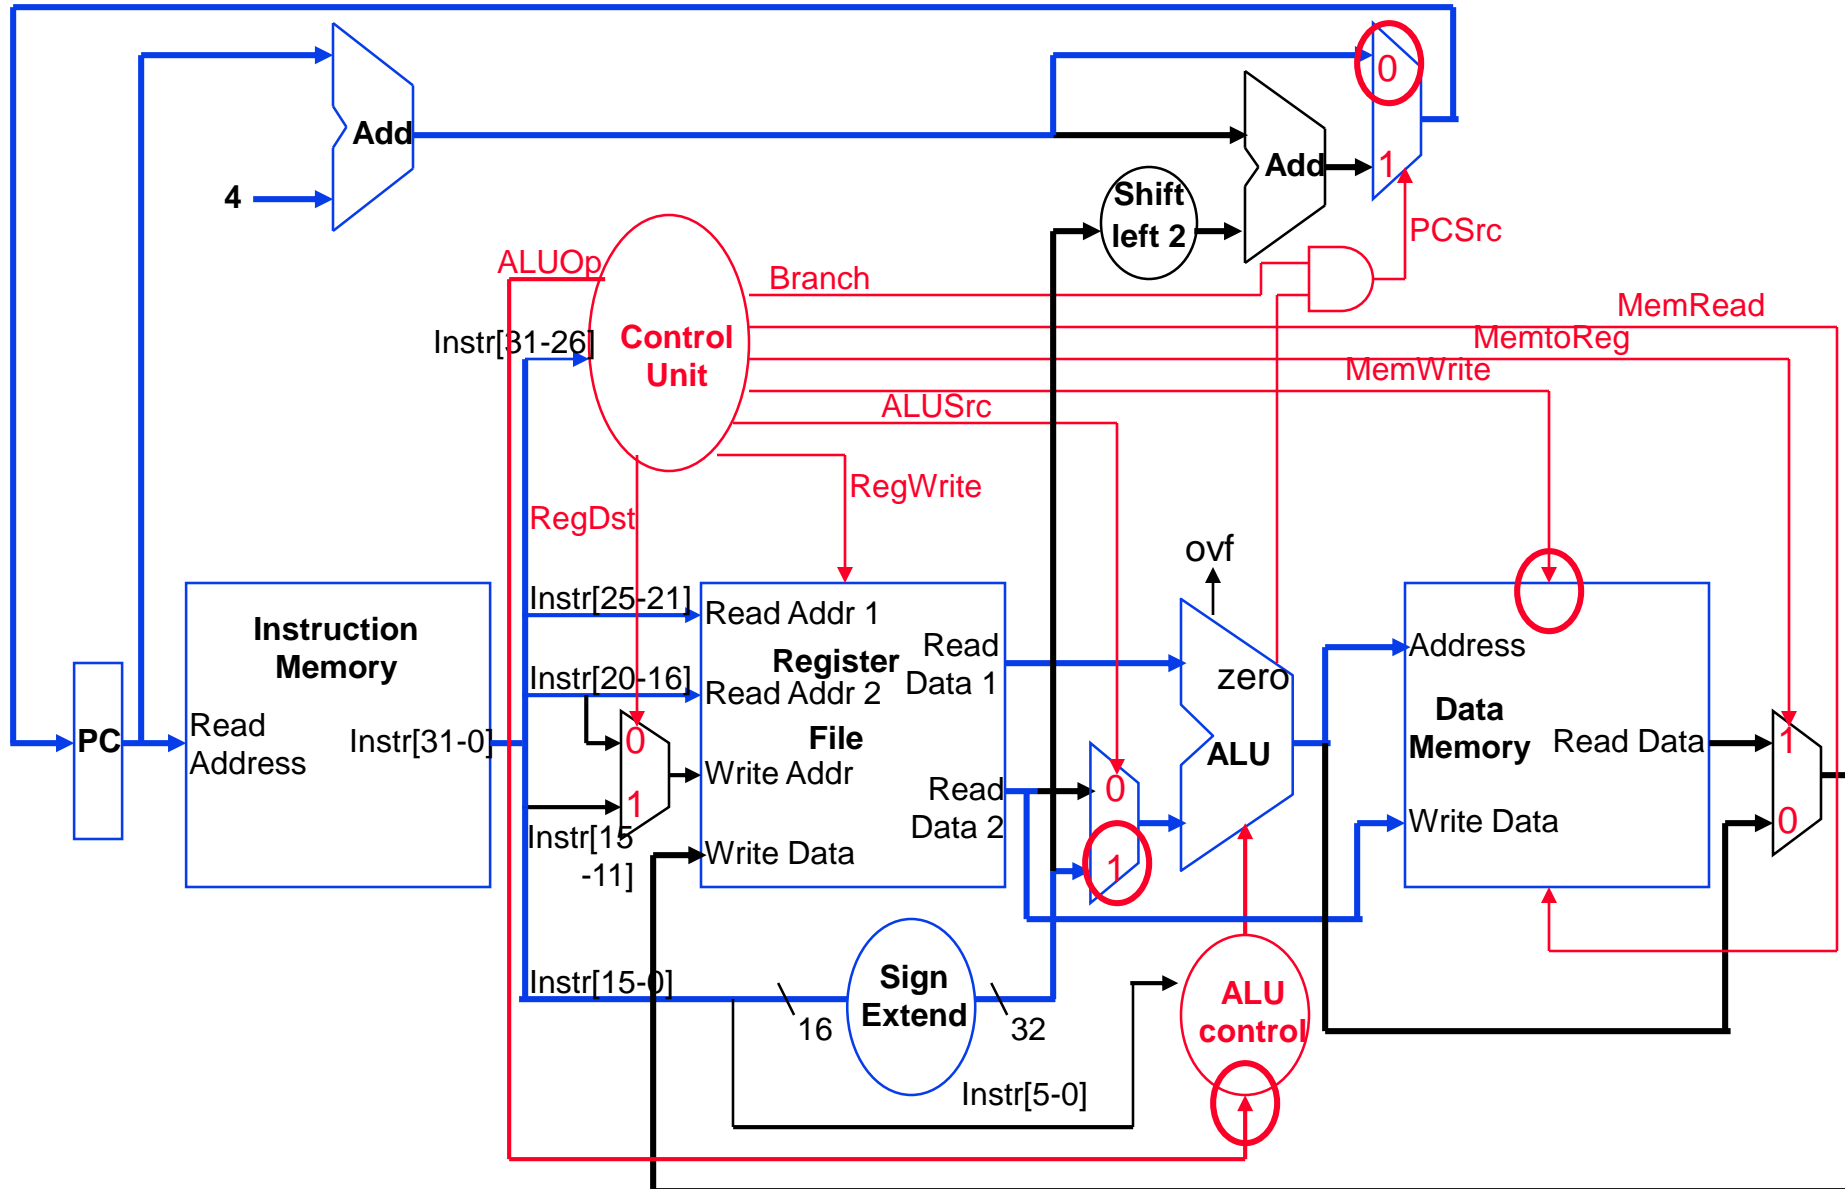 0
Add
1
Add
4
Shift
left 2
PCSrc
ALUOp
Branch
MemRead
Instr[31-26]
Control
Unit
MemtoReg
MemWrite
ALUSrc
RegWrite
RegDst
ovf
Instr[25-21]
Read Addr 1
Instruction
Memory
Read
Data 1
Register
Address
Instr[20-16]
Read Addr 2
zero
Data
Memory
Read
Address
PC
Instr[31-0]
0
File
ALU
Read Data
1
Write Addr
Read
Data 2
0
1
Write Data
0
Instr[15
-11]
Write Data
1
Instr[15-0]
Sign
Extend
16
32
ALU
control
Instr[5-0]